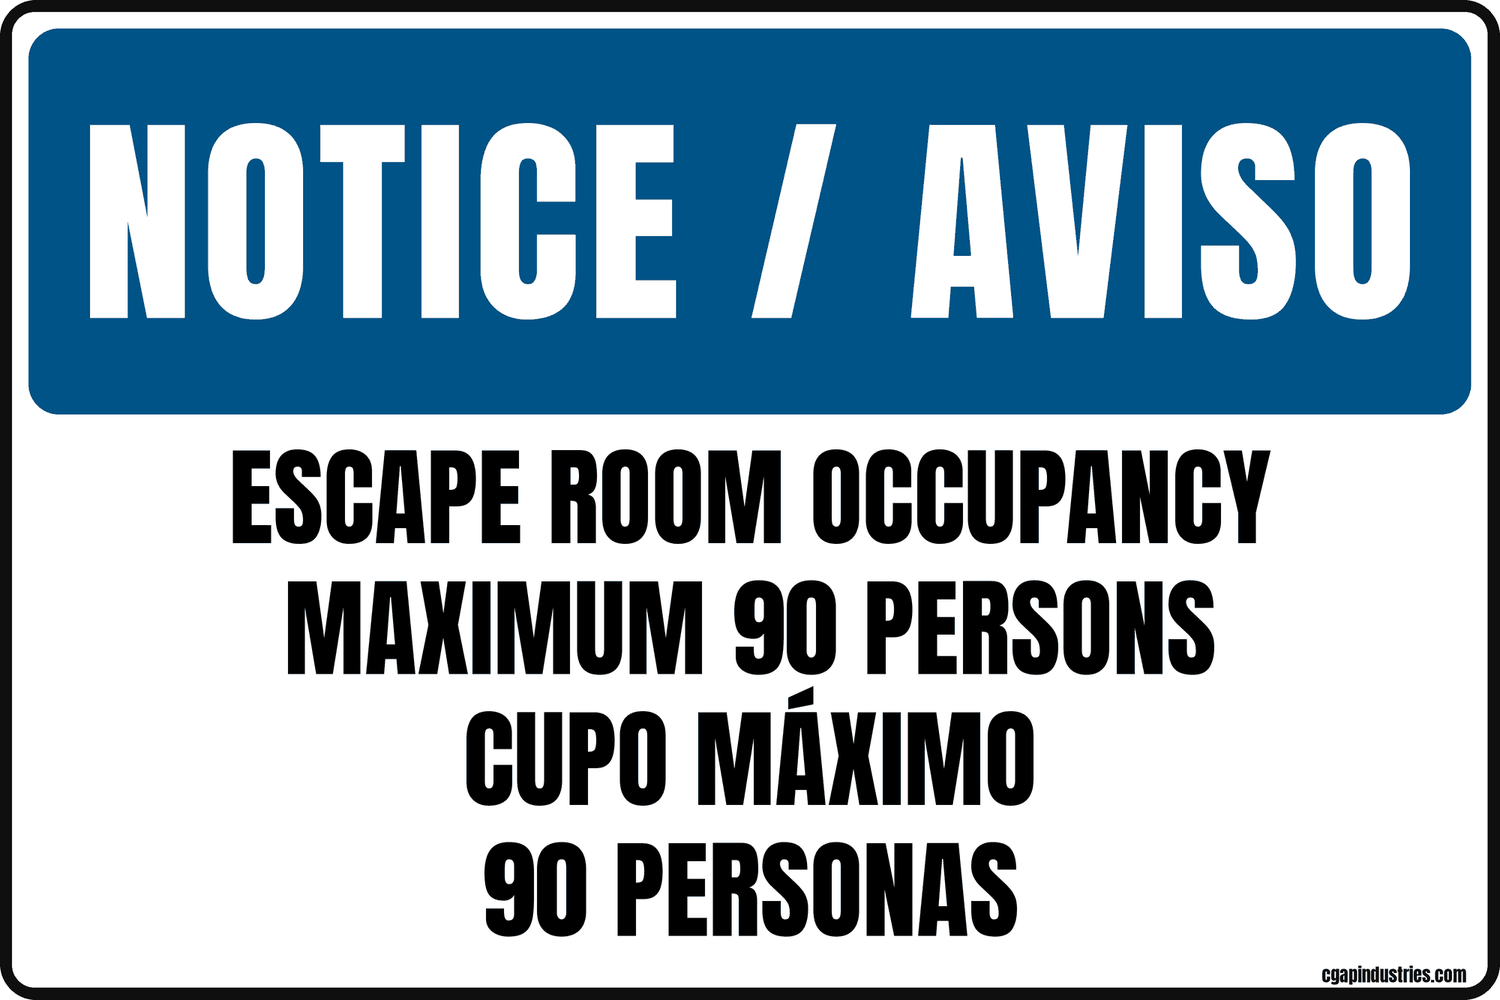 NOTICE / AVISO
ESCAPE ROOM OCCUPANCY
MAXIMUM 90 PERSONS
CUPO MÁXIMO
90 PERSONAS
cgapindustries.com